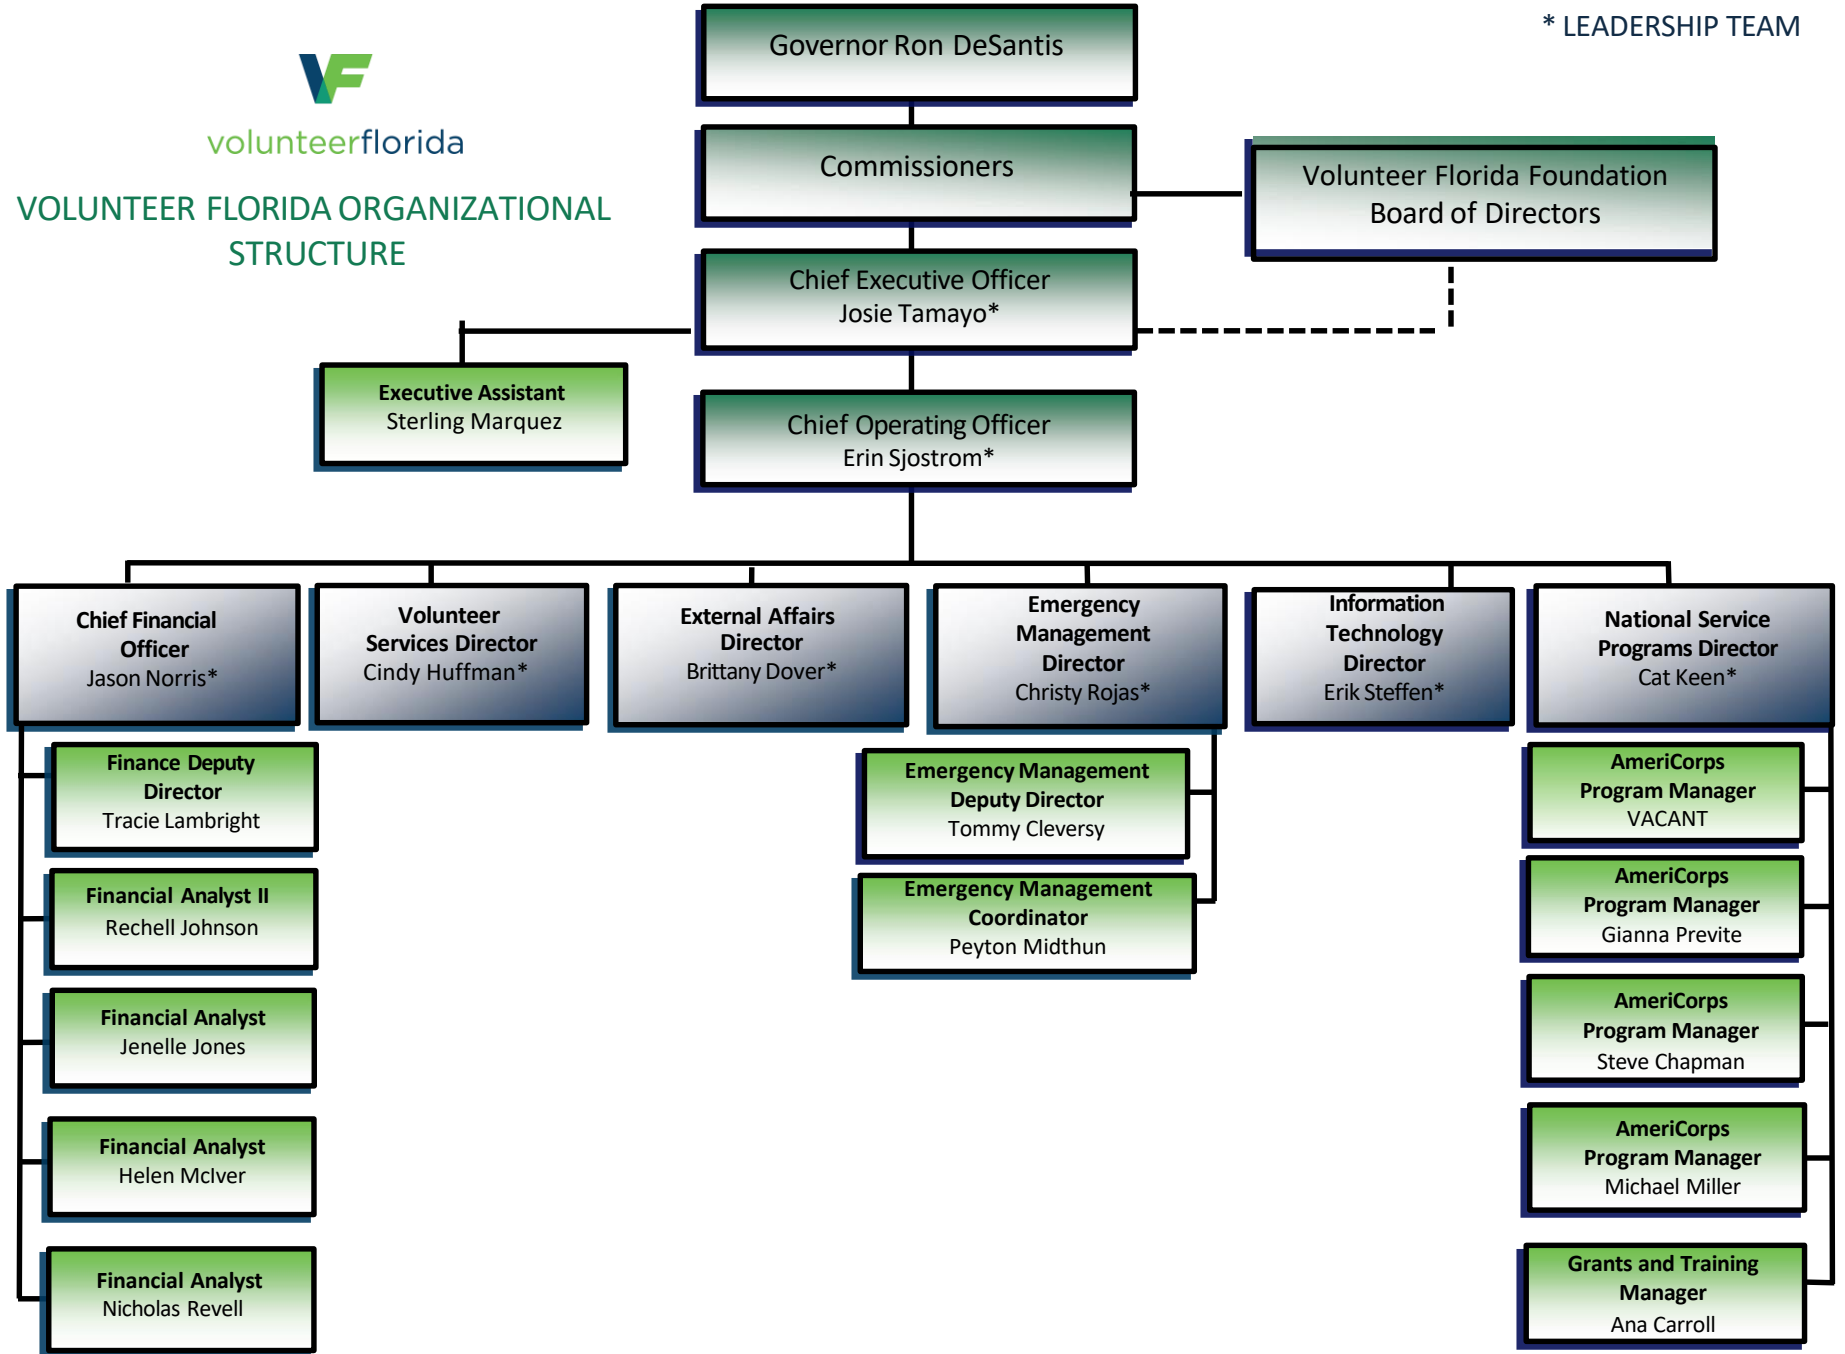 * LEADERSHIP TEAM
volunteerflorida
VOLUNTEER FLORIDA ORGANIZATIONAL
STRUCTURE
Governor Ron DeSantis
Commissioners
Volunteer Florida Foundation
Board of Directors
Chief Executive Officer
Josie Tamayo*
Executive Assistant
Sterling Marquez
Chief Operating Officer
Erin Sjostrom*
Chief Financial
Officer
Jason Norris*
Volunteer
Services Director
Cindy Huffman*
External Affairs
Director
Brittany Dover*
Emergency
Management
Director
Christy Rojas*
Information
Technology
Director
Erik Steffen*
National Service
Programs Director
Cat Keen*
Finance Deputy
Director
Tracie Lambright
Financial Analyst II
Rechell Johnson
Financial Analyst
Jenelle Jones
Financial Analyst
Helen McIver
Financial Analyst
Nicholas Revell
Emergency Management
Deputy Director
Tommy Cleversy
Emergency Management
Coordinator
Peyton Midthun
AmeriCorps
Program Manager
VACANT
AmeriCorps
Program Manager
Gianna Previte
AmeriCorps
Program Manager
Steve Chapman
AmeriCorps
Program Manager
Michael Miller
Grants and Training
Manager
Ana Carroll